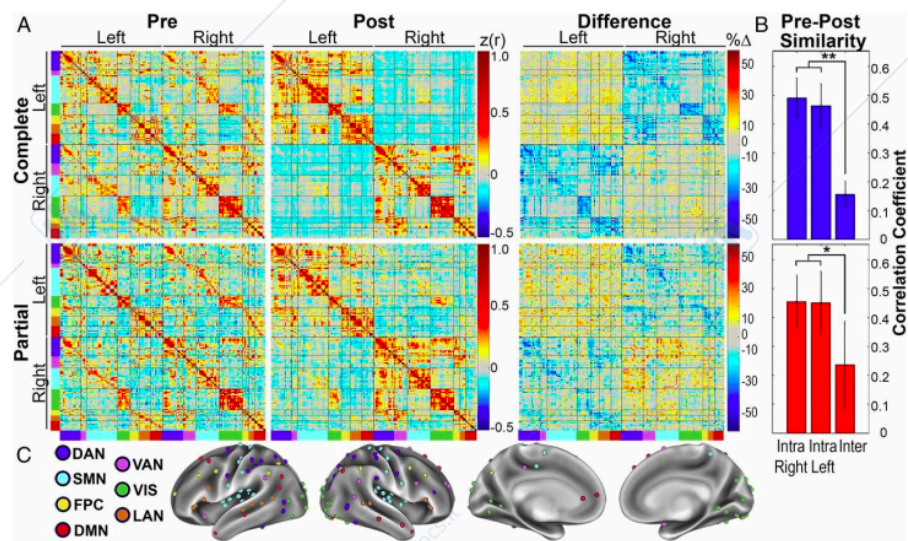 A Pre Post Difference B Pre-Post
Similarity
Left Right Left Right Left Right
z(r) %Δ
Complete
Left
Right
1.0
0.5
0
-0.5
50
30
10
0
-10
-30
-50
**
0.6
0.5
0.4
0.3
0.2
0.1
0
Partial
Left
Right
1.0
0.5
0
-0.5
50
30
10
0
-10
-30
-50
*
0.6
0.5
0.4
0.3
0.2
0.1
0
Correlation Coefficient
Intra Intra Inter
Right Left
C
DAN VAN
SMN VIS
FPC LAN
DMN